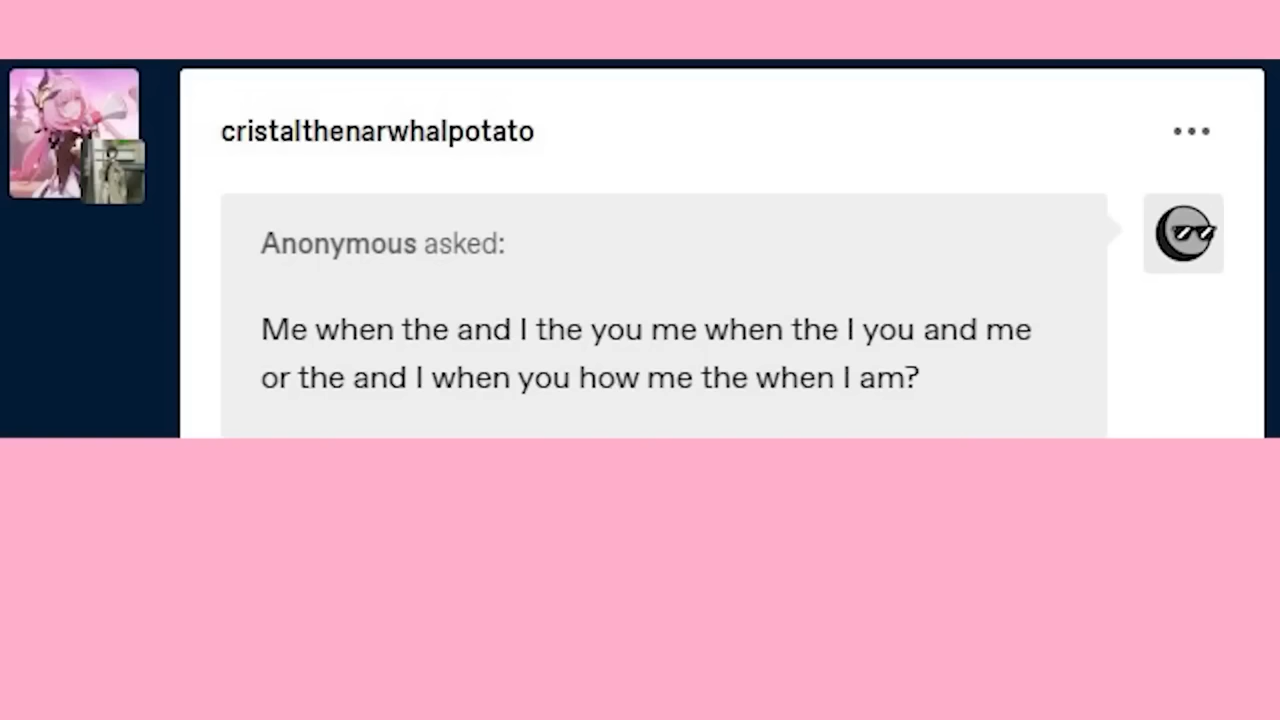 cristalthenarwhalpotato
Anonymous asked:
Me when the and I the you me when the I you and me
or the and I when you how me the when I am?